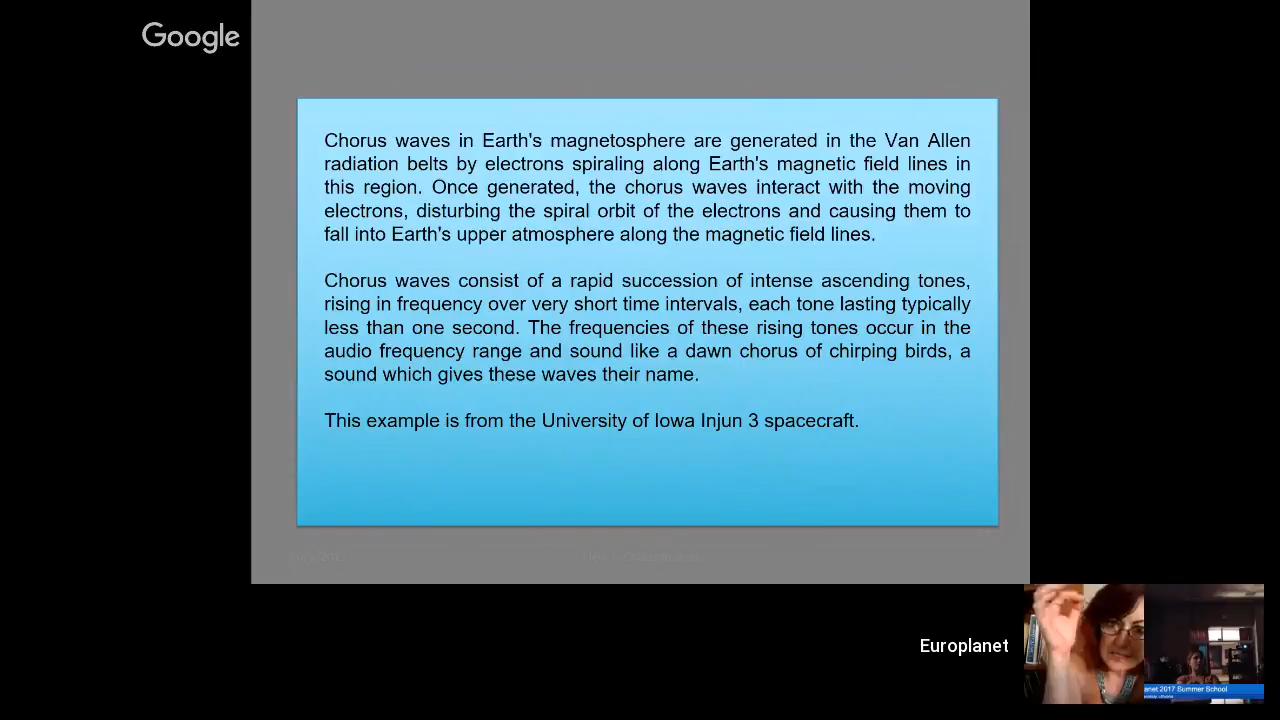 Google
Chorus waves in Earth's magnetosphere are generated in the Van Allen
radiation belts by electrons spiraling along Earth's magnetic field lines in
this region. Once generated, the chorus waves interact with the moving
electrons, disturbing the spiral orbit of the electrons and causing them to
fall into Earth's upper atmosphere along the magnetic field lines.
Chorus waves consist of a rapid succession of intense ascending tones,
rising in frequency over very short time intervals, each tone lasting typically
less than one second. The frequencies of these rising tones occur in the
audio frequency range and sound like a dawn chorus of chirping birds, a
sound which gives these waves their name.
This example is from the University of Iowa Injun 3 spacecraft.
Europlanet
anet 2017 Summer School